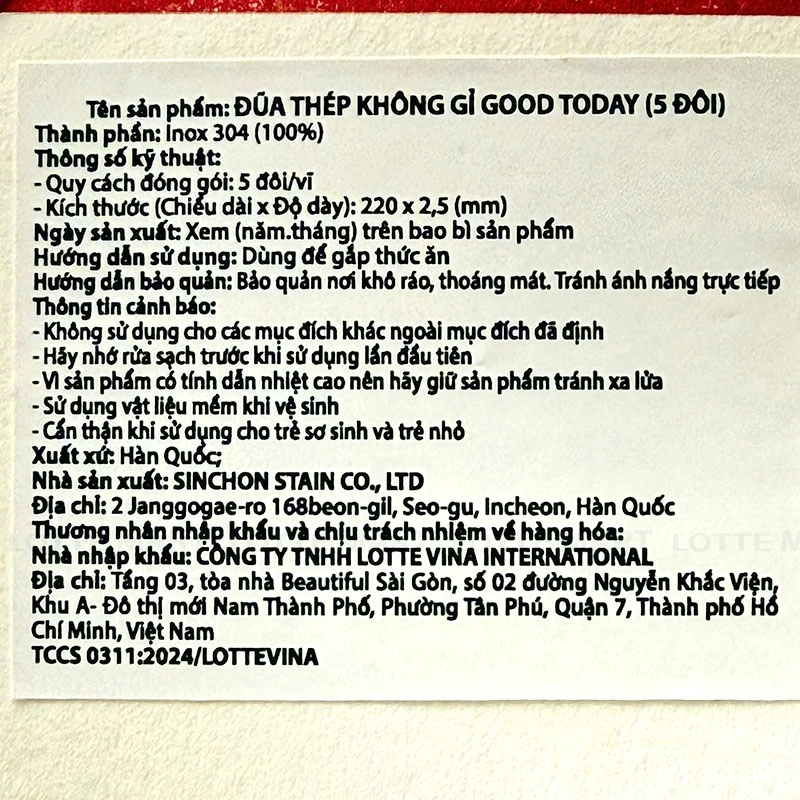 Tên sản phẩm: ĐŨA THÉP KHÔNG GỈ GOOD TODAY (5 ĐÔI)
Thành phần: Inox 304 (100%)
Thông số kỹ thuật:
- Quy cách đóng gói: 5 đôi/vĩ
- Kích thước (Chiều dài x Độ dày): 220 x 2,5 (mm)
Ngày sản xuất: Xem (năm.tháng) trên bao bì sản phẩm
Hướng dẫn sử dụng: Dùng để gắp thức ăn
Hướng dẫn bảo quản: Bảo quản nơi khô ráo, thoáng mát. Tránh ánh nắng trực tiếp
Thông tin cảnh báo:
- Không sử dụng cho các mục đích khác ngoài mục đích đã định
- Hãy nhớ rửa sạch trước khi sử dụng lần đầu tiên
- Vì sản phẩm có tính dẫn nhiệt cao nên hãy giữ sản phẩm tránh xa lửa
- Sử dụng vật liệu mềm khi vệ sinh
- Cẩn thận khi sử dụng cho trẻ sơ sinh và trẻ nhỏ
Xuất xứ: Hàn Quốc;
Nhà sản xuất: SINCHON STAIN CO., LTD
Địa chỉ: 2 Janggogae-ro 168beon-gil, Seo-gu, Incheon, Hàn Quốc
Thương nhân nhập khẩu và chịu trách nhiệm về hàng hóa:
LOTTE M
Nhà nhập khẩu: CÔNG TY TNHH LOTTE VINA INTERNATIONAL
Địa chỉ: Tầng 03, tòa nhà Beautiful Sài Gòn, số 02 đường Nguyễn Khắc Viện,
Khu A- Đô thị mới Nam Thành Phố, Phường Tân Phú, Quận 7, Thành phố Hồ
Chí Minh, Việt Nam
TCCS 0311:2024/LOTTEVINA